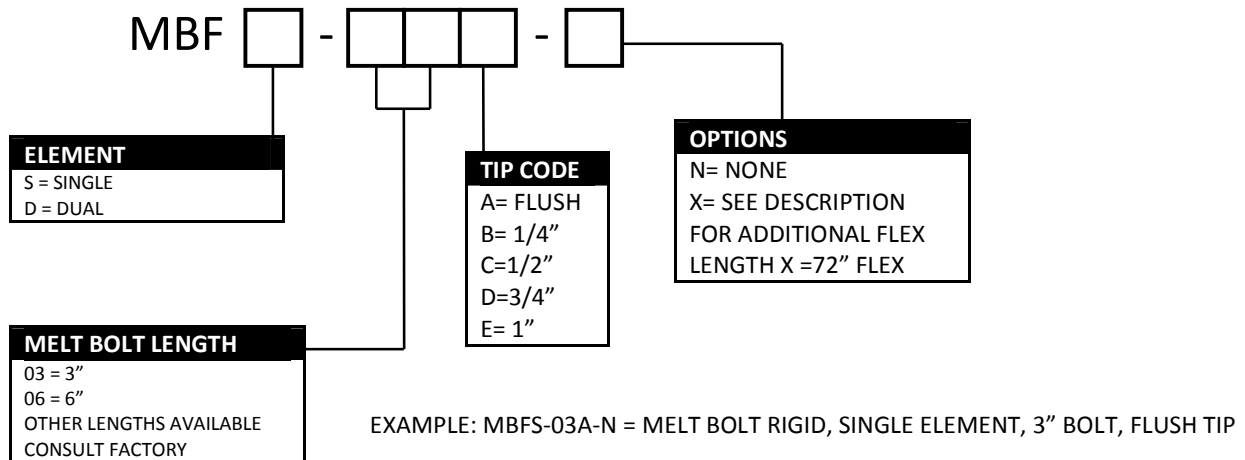 MBF - -
ELEMENT
S = SINGLE
D = DUAL
TIP CODE
A= FLUSH
B= 1/4”
C=1/2”
D=3/4”
E= 1”
OPTIONS
N= NONE
X= SEE DESCRIPTION
FOR ADDITIONAL FLEX
LENGTH X =72” FLEX
MELT BOLT LENGTH
03 = 3”
06 = 6”
OTHER LENGTHS AVAILABLE
CONSULT FACTORY
EXAMPLE: MBFS-03A-N = MELT BOLT RIGID, SINGLE ELEMENT, 3” BOLT, FLUSH TIP